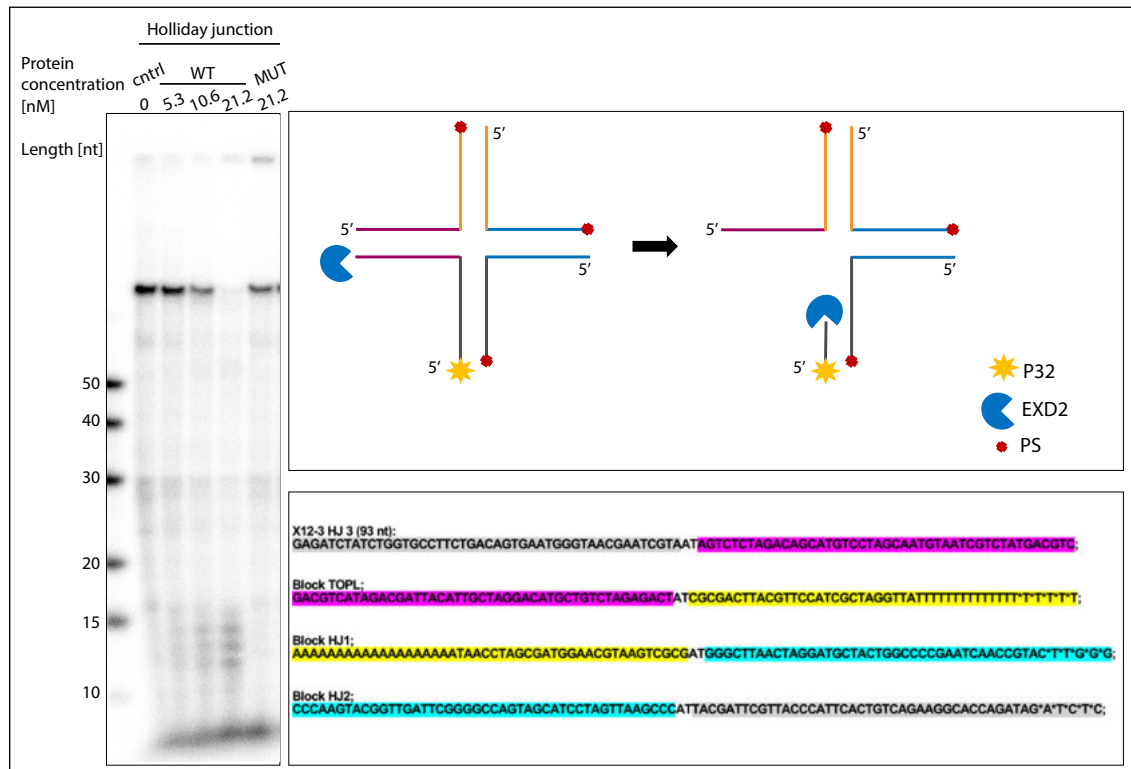 Holliday junction
Protein concentration [nM]
cntrl WT MUT
0 5.3 10.6 21.2 21.2
Length [nt]
50
40
30
20
15
10
5'
5'
5'
5'
5'
5'
5'
5'
P32
EXD2
PS
X12-3 HJ 3 (93 nt):
GAGATCTATCTGGTGCCTTCTGACAGTGAATGGGTAACGAATCGTAATAGTCTCTAGACAGCATGTCCTAGCAATGTAATCGTCTATGACGTC;
Block TOPL;
GACGTCATAGACGATTACATTGCTAGGACATGCTGTCTAGAGACTATCGCGACTTACGTTCCATCGCTAGGTTATTTTTTTTTTTTTTT*T*T*T*T*T;
Block HJ1;
AAAAAAAAAAAAAAAAAAAATAACCTAGCGATGGAACGTAAGTCGCGATGGGCTTAACTAGGATGCTACTGGCCCCGAATCAACCGTAC*T*T*G*G*G;
Block HJ2;
CCCAAGTACGGTTGATTCGGGGCCAGTAGCATCCTAGTTAAGCCCATTACGATTCGTTACCCATTCACTGTCAGAAGGCACCAGATAG*A*T*C*T*C;